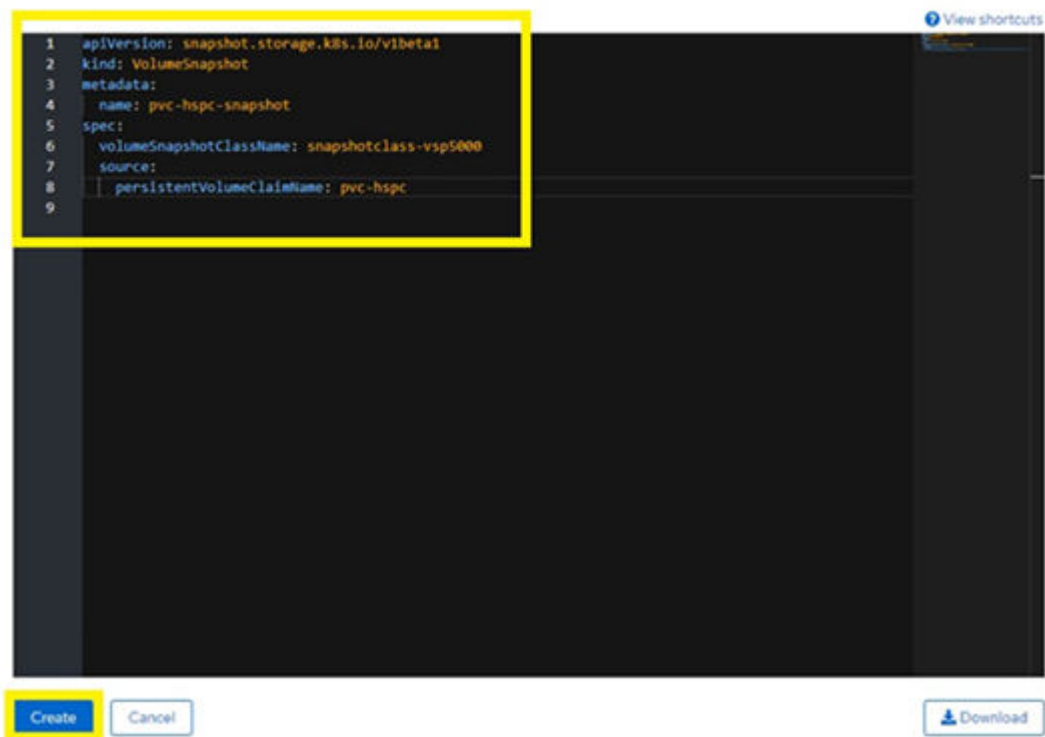 View shortcuts
1 apiVersion: snapshot.storage.k8s.io/v1beta1
2 kind: VolumeSnapshot
3 metadata:
4 name: pvc-hspc-snapshot
5 spec:
6 volumeSnapshotClassName: snapshotclass-vsp5000
7 source:
8 persistentVolumeClaimName: pvc-hspc
9
Create
Cancel
Download